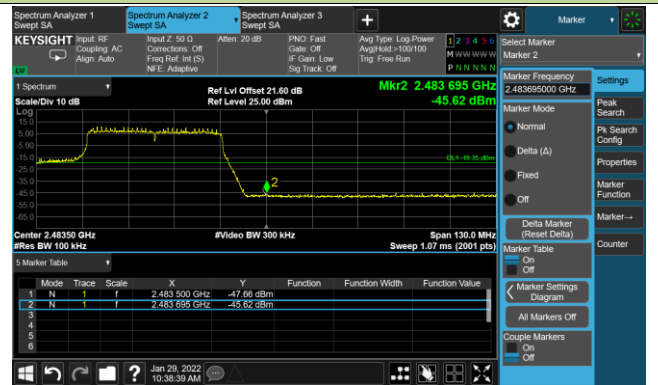 Spectrum Analyzer 1
Swept SA
Spectrum Analyzer 2
Swept SA
Spectrum Analyzer 3
Swept SA
+
Marker
KEYSIGHT
Input: RF
Coupling: AC
Align: Auto
Input Z: 50 Ω
Corrections: Off
Freq Ref: Int (S)
NFE: Adaptive
Atten: 20 dB
PNO: Fast
Gate: Off
IF Gain: Low
Sig Track: Off
Avg Type: Log-Power
Avg|Hold:>100/100
Trig: Free Run
1 2 3 4 5 6
M W W W W W
P N N N N N
LXI
Select Marker
Marker 2
1 Spectrum
Scale/Div 10 dB
Ref Lvl Offset 21.60 dB
Ref Level 25.00 dBm
Mkr2 2.483 695 GHz
-45.62 dBm
Log
15.0
5.00
-5.00
-15.0
-25.0
-35.0
-45.0
-55.0
-65.0
DL1 -19.35 dBm
2
Center 2.48350 GHz
#Res BW 100 kHz
#Video BW 300 kHz
Span 130.0 MHz
Sweep 1.07 ms (2001 pts)
5 Marker Table
Mode Trace Scale X Y Function Function Width Function Value
1 N 1 f 2.483 500 GHz -47.66 dBm
2 N 1 f 2.483 695 GHz -45.62 dBm
3
4
5
6
Marker Frequency
2.483695000 GHz
Marker Mode
Normal
Delta (Δ)
Fixed
Off
Delta Marker
(Reset Delta)
Marker Table
On
Off
Marker Settings
Diagram
All Markers Off
Couple Markers
On
Off
Settings
Peak
Search
Pk Search
Config
Properties
Marker
Function
Marker→
Counter
?
Jan 29, 2022
10:38:39 AM